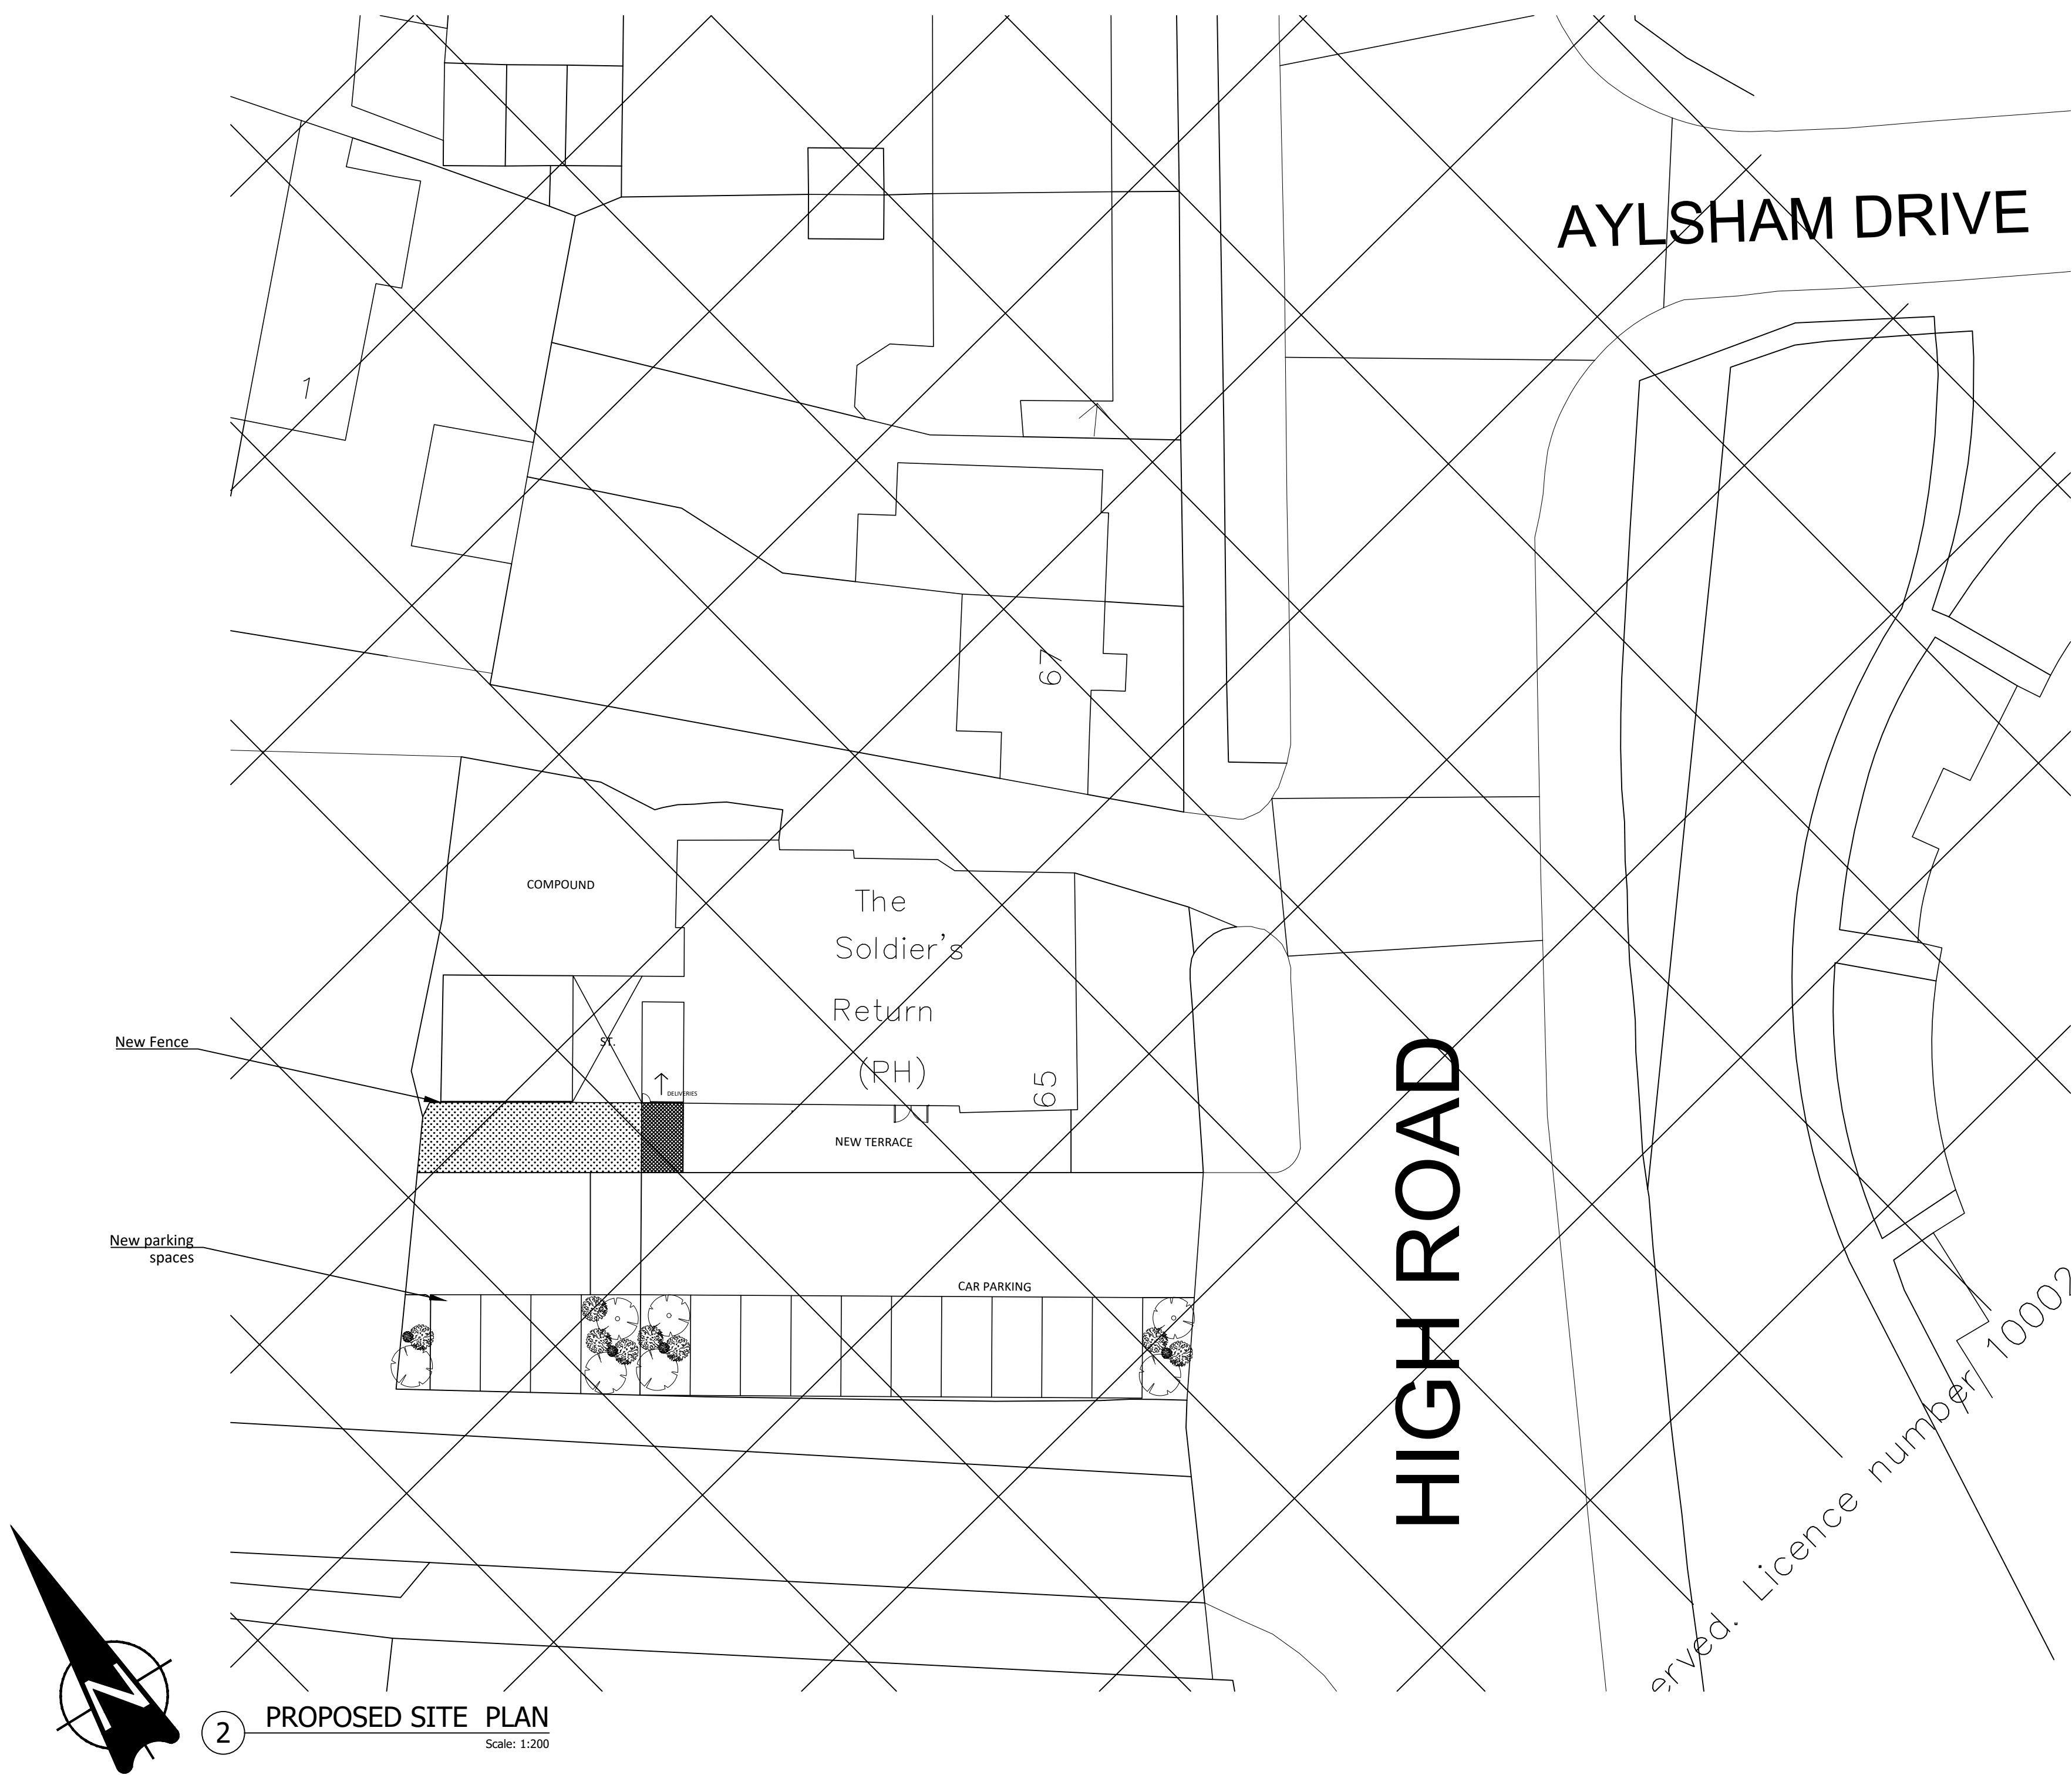 AYLSHAM DRIVE
1
67
COMPOUND
The
Soldier's
Return
(PH)
65
ST.
DELIVERIES
New Fence
NEW TERRACE
HIGH ROAD
New parking
spaces
CAR PARKING
erved. Licence number 10002
N
2
PROPOSED SITE PLAN
Scale: 1:200